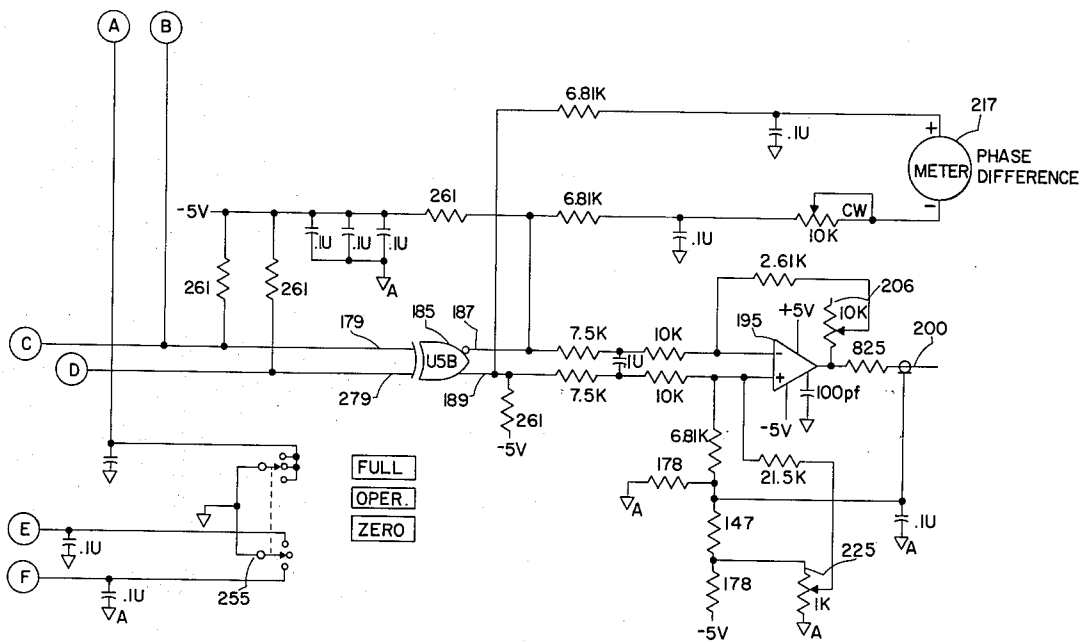 A
B
6.81K
217
.1U
+
METER
PHASE
DIFFERENCE
-5V
261
6.81K
-
CW
.1U
10K
.1U
.1U
.1U
A
2.61K
206
261
261
195
+5V
10K
185
187
200
C
179
7.5K
10K
-
825
U5B
.1U
D
+
279
189
7.5K
10K
100pf
261
-5V
-5V
6.81K
FULL
178
21.5K
OPER.
A
E
ZERO
147
.1U
A
.1U
225
F
255
178
.1U
1K
A
-5V
A